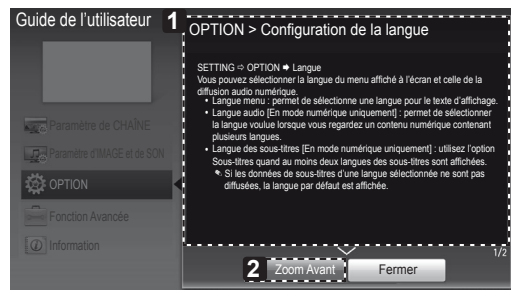 Guide de l'utilisateur
1
OPTION > Configuration de la langue
SETTING ⇨ OPTION ➡ Langue
Vous pouvez sélectionner la langue du menu affiché à l'écran et celle de la
diffusion audio numérique.
• Langue menu : permet de sélectionne une langue pour le texte d'affichage.
• Langue audio [En mode numérique uniquement] : permet de sélectionner
la langue voulue lorsque vous regardez un contenu numérique contenant
plusieurs langues.
• Langue des sous-titres [En mode numérique uniquement] : utilisez l'option
Sous-titres quand au moins deux langues des sous-titres sont affichées.
✎ Si les données de sous-titres d'une langue sélectionnée ne sont pas
diffusées, la langue par défaut est affichée.
Paramètre de CHAÎNE
Paramètre d'IMAGE et de SON
OPTION
Fonction Avancée
Information
1/2
2
Zoom Avant
Fermer